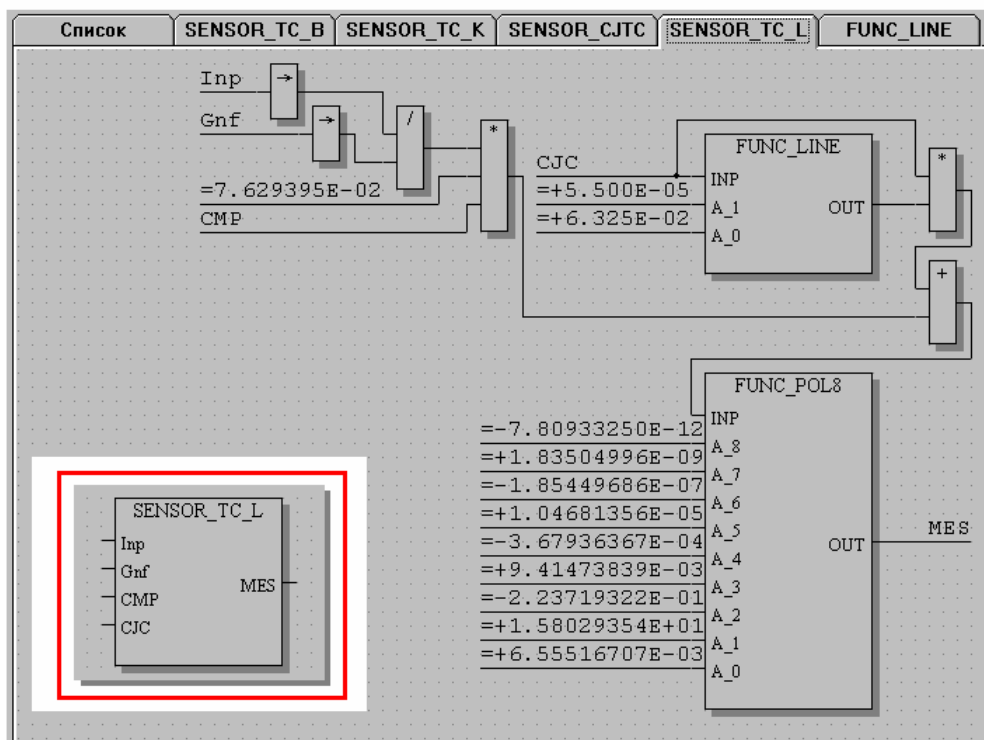 Список SENSOR_TC_B SENSOR_TC_K SENSOR_CJTC SENSOR_TC_L FUNC_LINE
Inp
→
Gnf
→
/
*
=7.629395E-02
CMP
CJC
=+5.500E-05
=+6.325E-02
FUNC_LINE
INP
A_1
A_0
OUT
*
+
FUNC_POL8
INP
=-7.80933250E-12 A_8
=+1.83504996E-09 A_7
=-1.85449686E-07 A_6
=+1.04681356E-05 A_5
=-3.67936367E-04 A_4
=+9.41473839E-03 A_3
=-2.23719322E-01 A_2
=+1.58029354E+01 A_1
=+6.55516707E-03 A_0
OUT
MES
SENSOR_TC_L
Inp
Gnf
CMP
CJC
MES